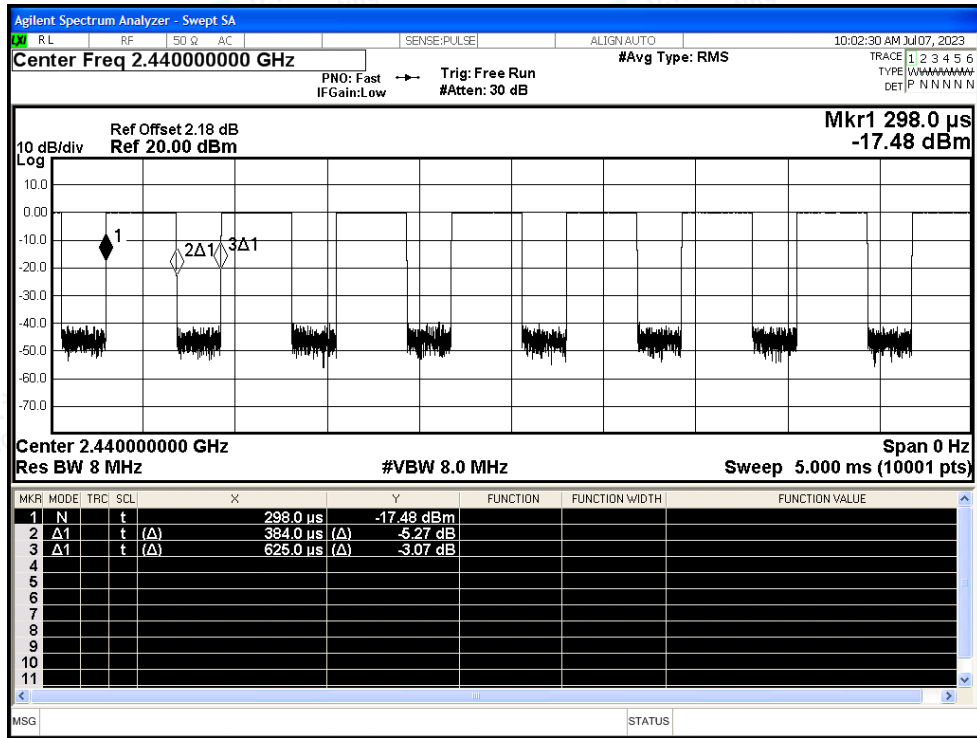 Agilent Spectrum Analyzer - Swept SA
LXI RL RF 50 Ω AC SENSE:PULSE ALIGN AUTO 10:02:30 AM Jul 07, 2023
Center Freq 2.440000000 GHz #Avg Type: RMS TRACE 1 2 3 4 5 6
PNO: Fast Trig: Free Run TYPE WWWWWW
IFGain:Low #Atten: 30 dB DET P N N N N N
Mkr1 298.0 µs
Ref Offset 2.18 dB
10 dB/div Ref 20.00 dBm -17.48 dBm
Log
10.0
0.00
1
2Δ1 3Δ1
-10.0
-20.0
-30.0
-40.0
-50.0
-60.0
-70.0
Center 2.440000000 GHz Span 0 Hz
Res BW 8 MHz #VBW 8.0 MHz Sweep 5.000 ms (10001 pts)
MKR MODE TRC SCL X Y FUNCTION FUNCTION WIDTH FUNCTION VALUE
1 N t 298.0 µs -17.48 dBm
2 Δ1 t (Δ) 384.0 µs (Δ) -5.27 dB
3 Δ1 t (Δ) 625.0 µs (Δ) -3.07 dB
4
5
6
7
8
9
10
11
MSG STATUS